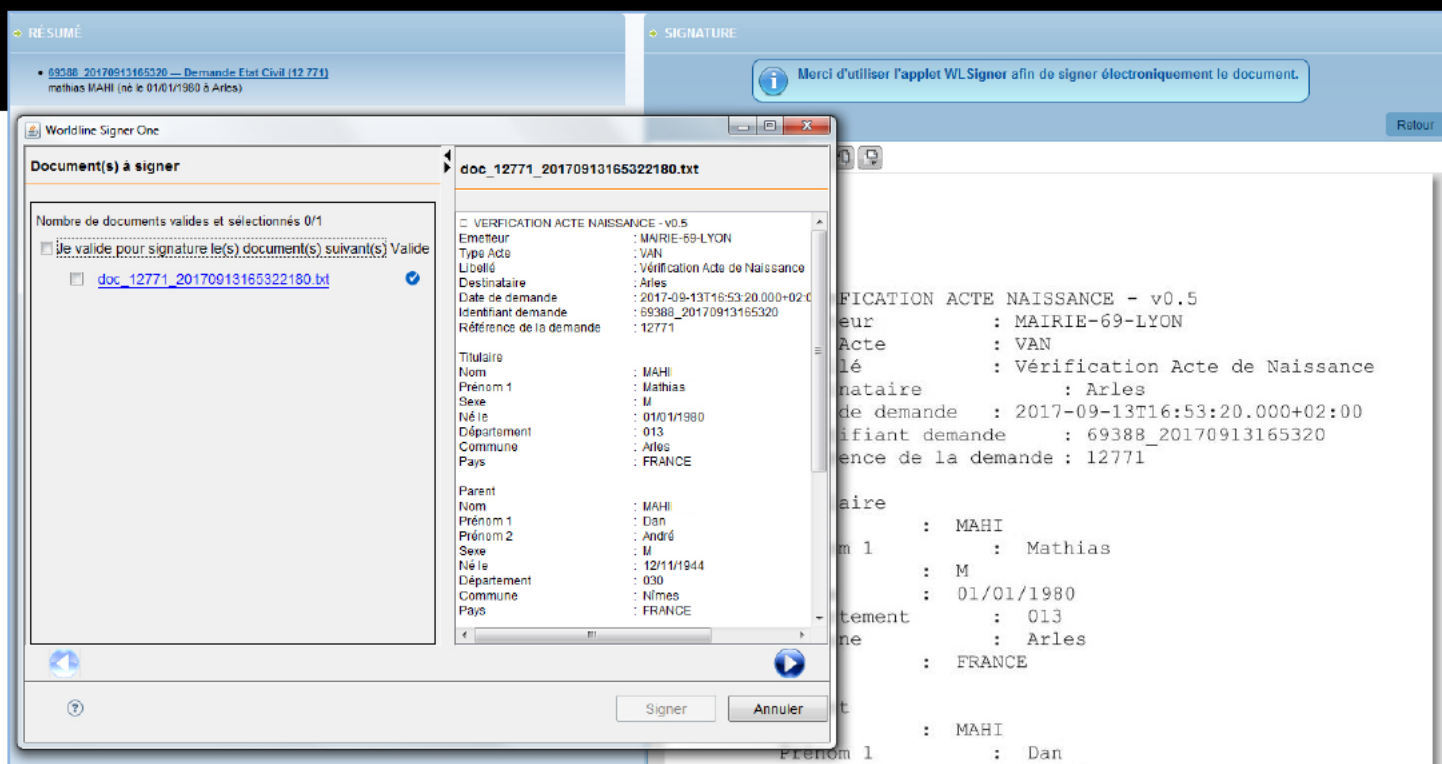 RÉSUMÉ
• 69388_20170913165320 — Demande Etat Civil (12 771)
mathias MAHI (né le 01/01/1980 à Arles)
SIGNATURE
Merci d'utiliser l'applet WLSigner afin de signer électroniquement le document.
Retour
Worldline Signer One
Document(s) à signer
Nombre de documents valides et sélectionnés 0/1
Je valide pour signature le(s) document(s) suivant(s) Valide
doc_12771_20170913165322180.txt
doc_12771_20170913165322180.txt
□ VERFICATION ACTE NAISSANCE - v0.5
Emetteur : MAIRIE-69-LYON
Type Acte : VAN
Libellé : Vérification Acte de Naissance
Destinataire : Arles
Date de demande : 2017-09-13T16:53:20.000+02:0
Identifiant demande : 69388_20170913165320
Référence de la demande : 12771
Titulaire
Nom : MAHI
Prénom 1 : Mathias
Sexe : M
Né le : 01/01/1980
Département : 013
Commune : Arles
Pays : FRANCE
Parent
Nom : MAHI
Prénom 1 : Dan
Prénom 2 : André
Sexe : M
Né le : 12/11/1944
Département : 030
Commune : Nîmes
Pays : FRANCE
Signer
Annuler
FICATION ACTE NAISSANCE - v0.5
eur : MAIRIE-69-LYON
Acte : VAN
lé : Vérification Acte de Naissance
nataire : Arles
de demande : 2017-09-13T16:53:20.000+02:00
ifiant demande : 69388_20170913165320
ence de la demande : 12771
aire
: MAHI
m 1 : Mathias
: M
: 01/01/1980
tement : 013
ne : Arles
: FRANCE
t
: MAHI
Prénom 1 : Dan